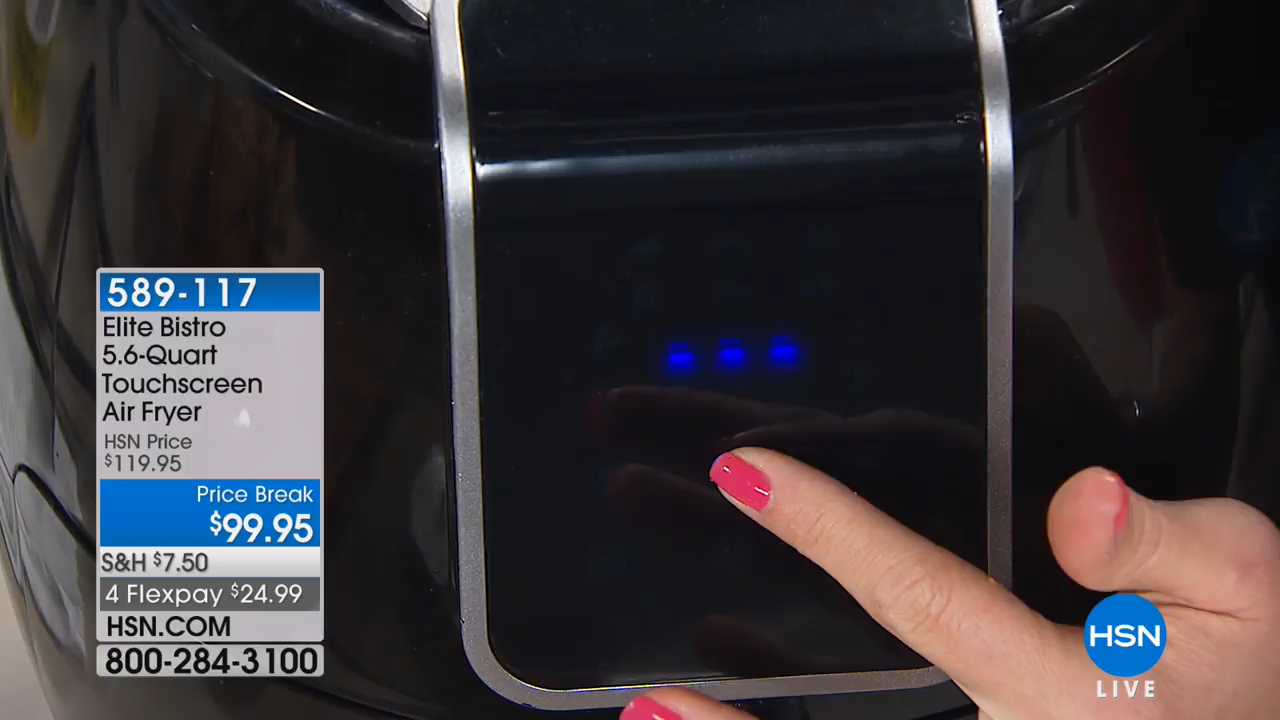 589-117
Elite Bistro
5.6-Quart
Touchscreen
Air Fryer
HSN Price
$119.95
Price Break
$99.95
S&H $7.50
4 Flexpay $24.99
HSN.COM
800-284-3100
HSN
LIVE